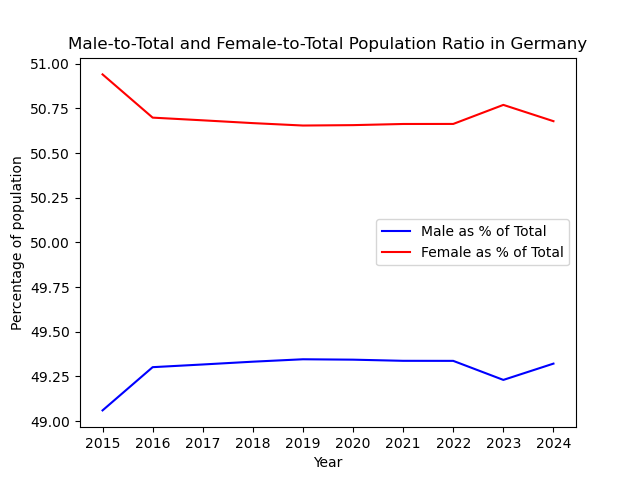 Male-to-Total and Female-to-Total Population Ratio in Germany
51.00
50.75
50.50
50.25
50.00
49.75
49.50
49.25
49.00
Percentage of population
Male as % of Total
Female as % of Total
2015 2016 2017 2018 2019 2020 2021 2022 2023 2024
Year